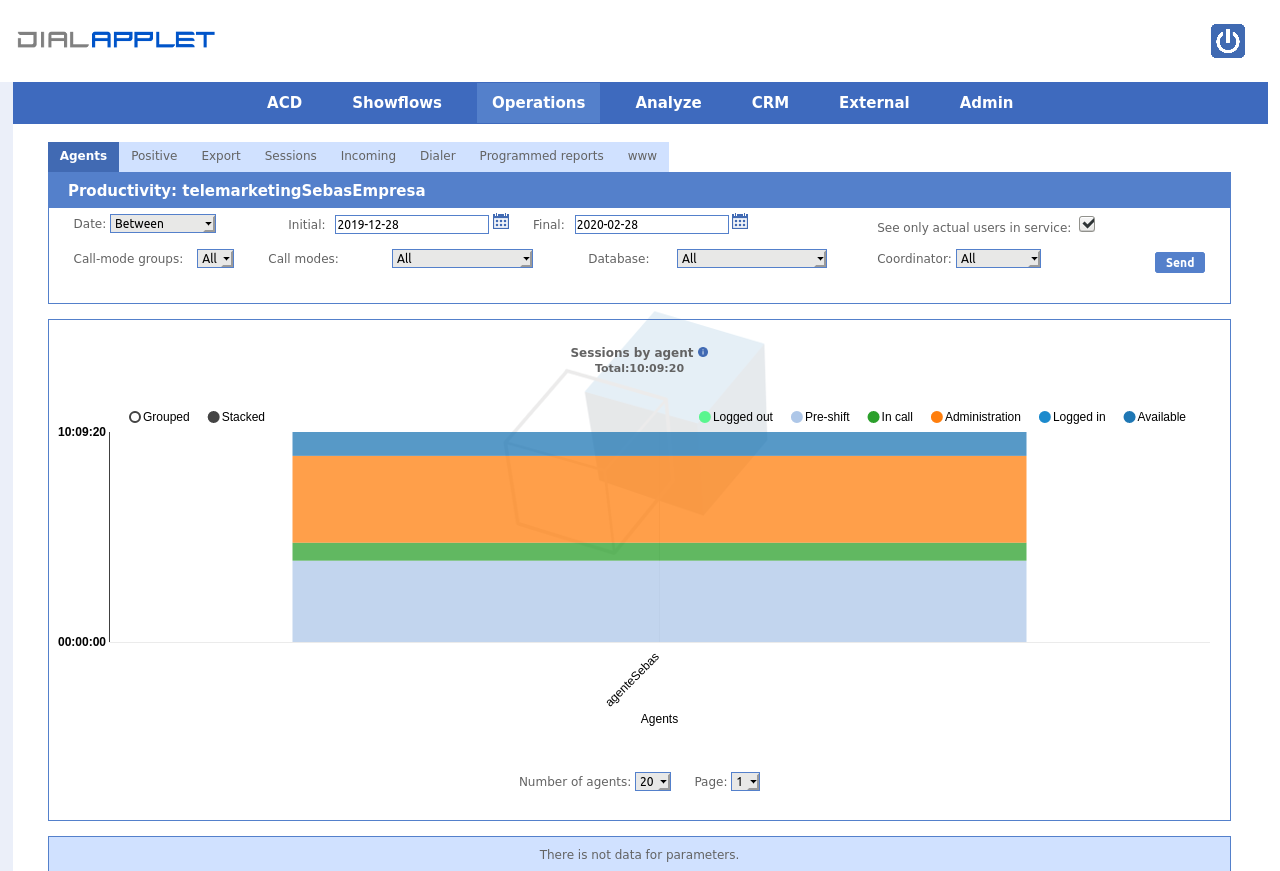 DIALAPPLET
ACD Showflows Operations Analyze CRM External Admin
Agents Positive Export Sessions Incoming Dialer Programmed reports www
Productivity: telemarketingSebasEmpresa
Date: Between Initial: 2019-12-28 Final: 2020-02-28 See only actual users in service:
Call-mode groups: All Call modes: All Database: All Coordinator: All Send
Sessions by agent i
Total:10:09:20
Grouped Stacked Logged out Pre-shift In call Administration Logged in Available
10:09:20
00:00:00
agenteSebas
Agents
Number of agents: 20 Page: 1
There is not data for parameters.